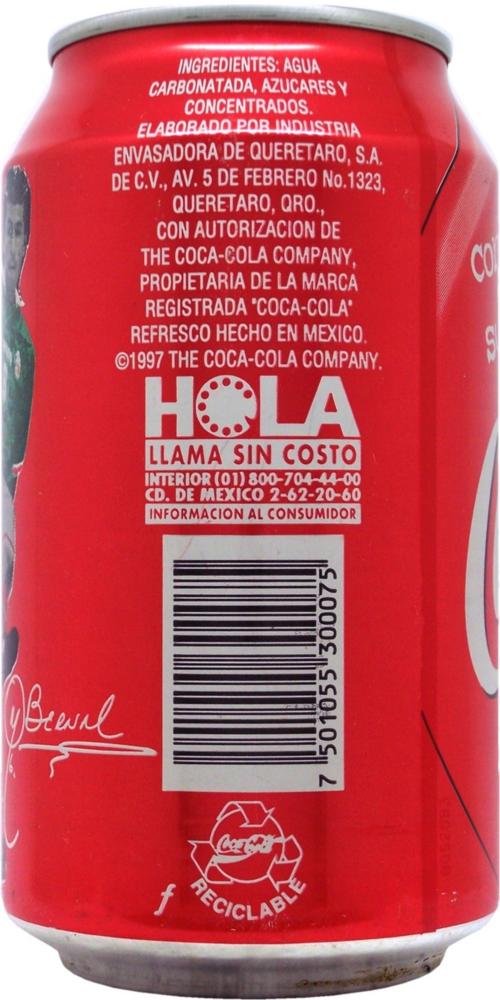 INGREDIENTES: AGUA
CARBONATADA, AZUCARES Y
CONCENTRADOS.
ELABORADO POR INDUSTRIA
ENVASADORA DE QUERETARO, S.A.
DE C.V., AV. 5 DE FEBRERO No.1323,
QUERETARO, QRO.,
CON AUTORIZACION DE
THE COCA-COLA COMPANY,
PROPIETARIA DE LA MARCA
REGISTRADA "COCA-COLA"
REFRESCO HECHO EN MEXICO.
©1997 THE COCA-COLA COMPANY.
HOLA
LLAMA SIN COSTO
INTERIOR (01) 800-704-44-00
CD. DE MEXICO 2-62-20-60
INFORMACION AL CONSUMIDOR
7 501055 300075
Bernal
Coca-Cola
RECICLABLE
f